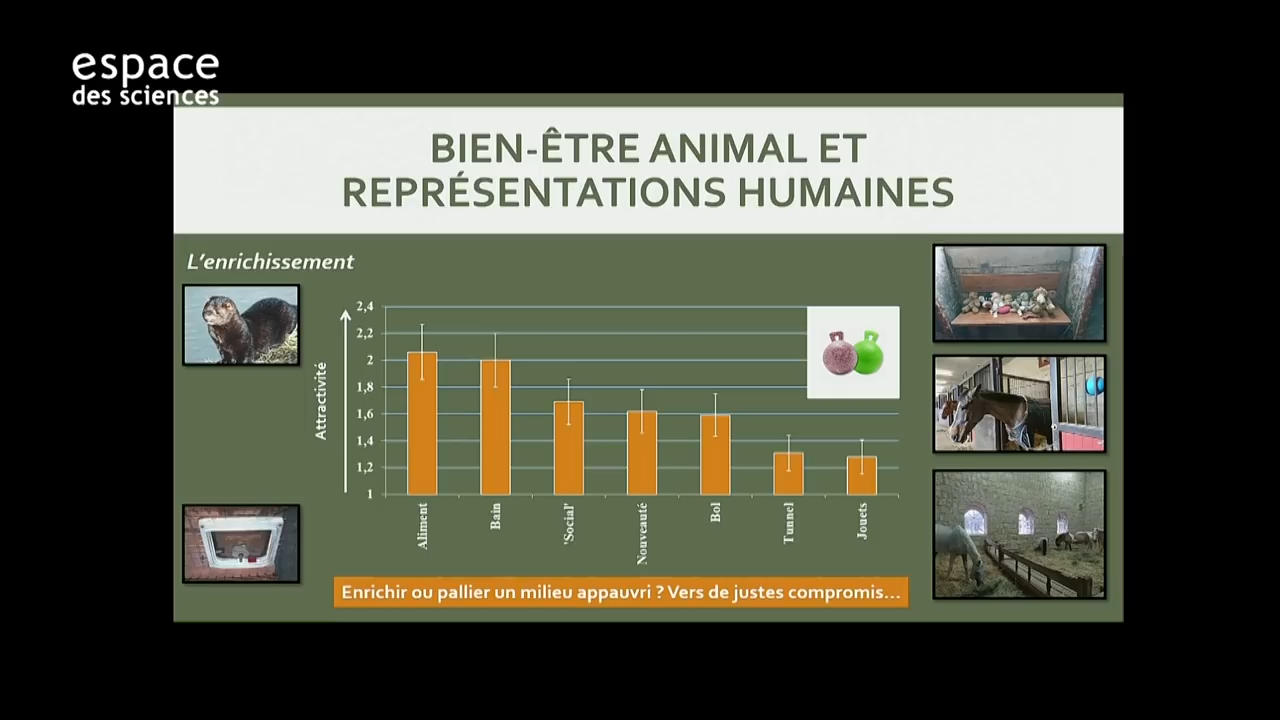 espace
des sciences
BIEN-ÊTRE ANIMAL ET
REPRÉSENTATIONS HUMAINES
L'enrichissement
Attractivité
2,4
2,2
2
1,8
1,6
1,4
1,2
1
Aliment
Bain
'Social'
Nouveauté
Bol
Tunnel
Jouets
Enrichir ou pallier un milieu appauvri ? Vers de justes compromis...